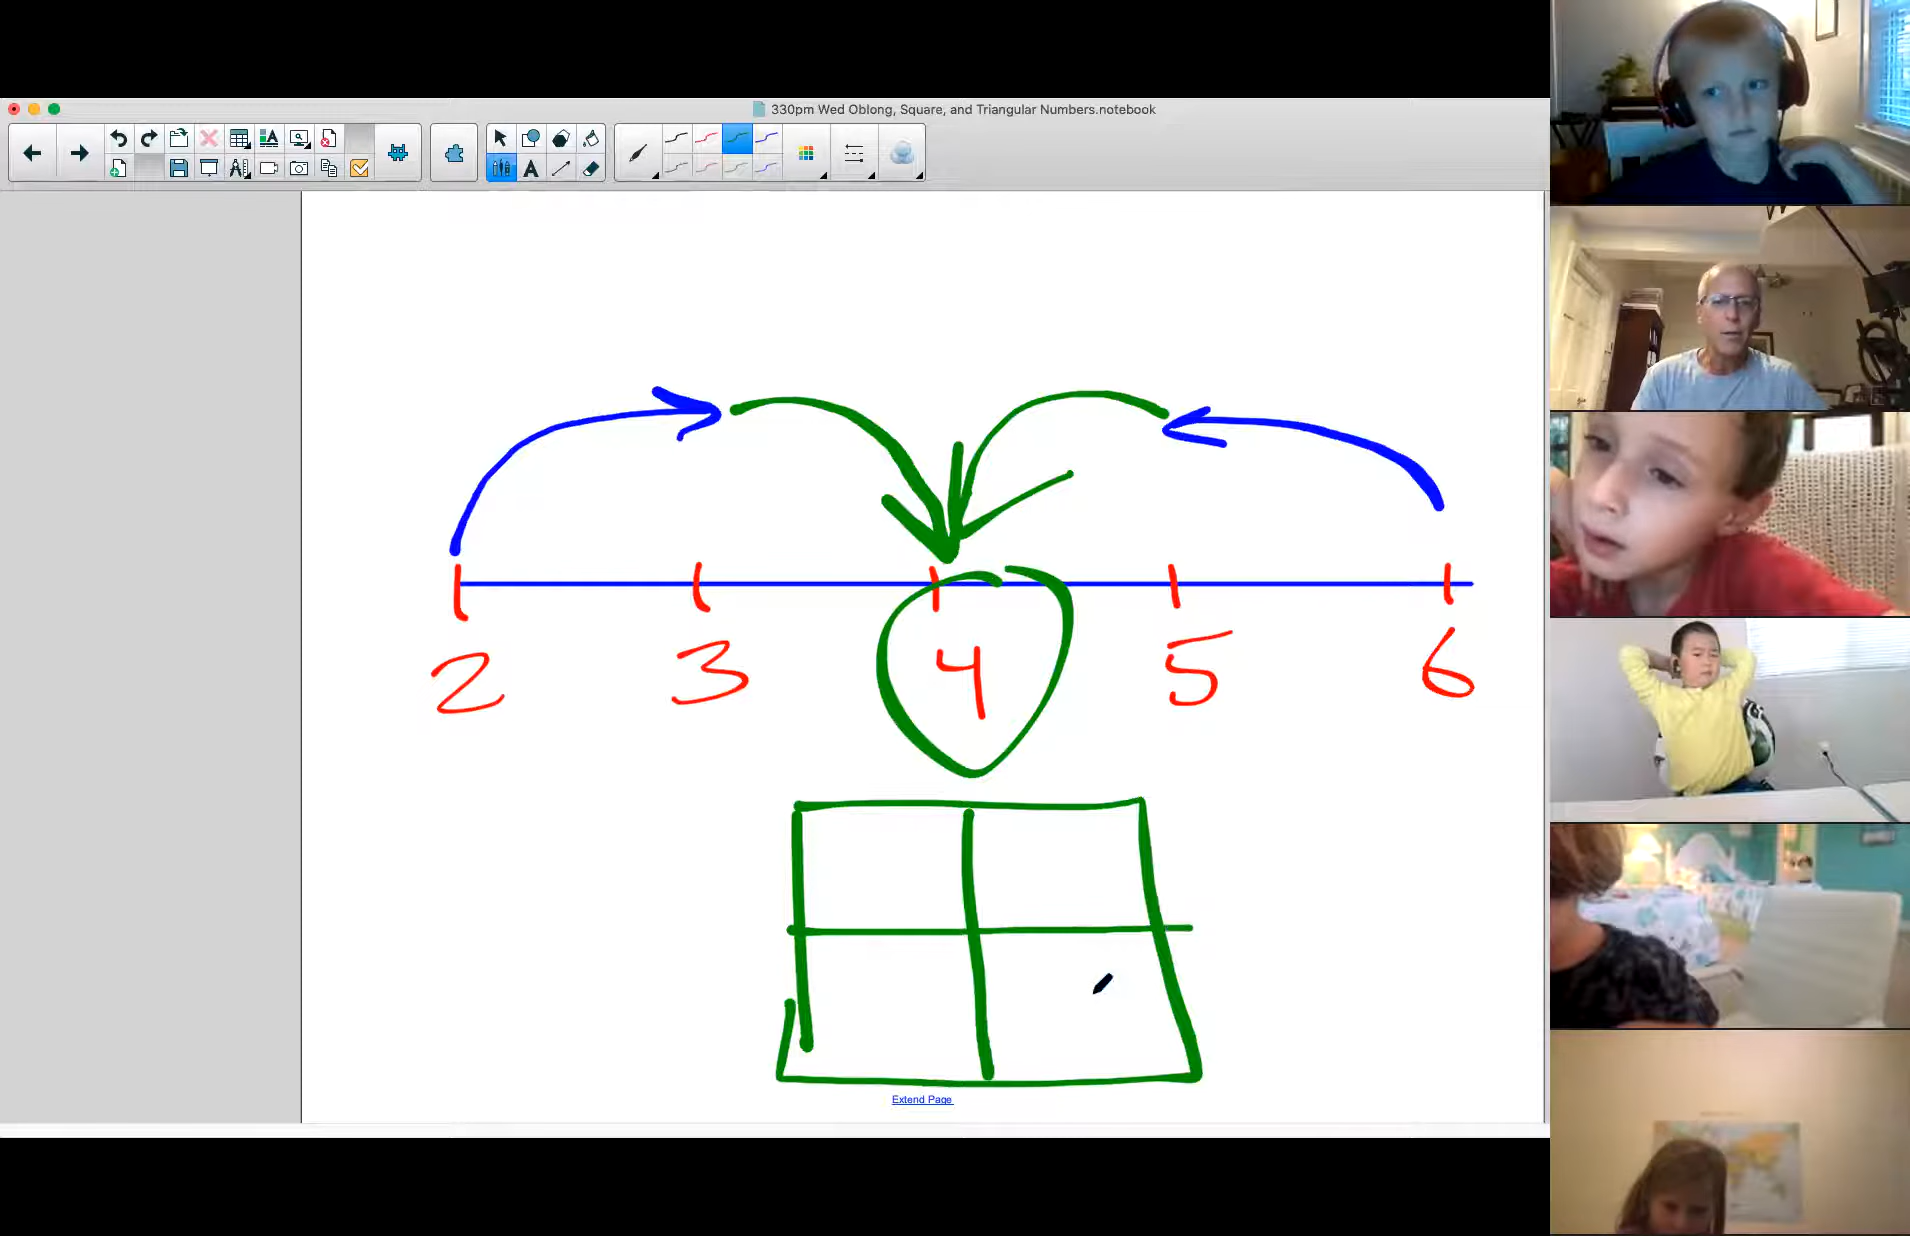 330pm Wed Oblong, Square, and Triangular Numbers.notebook
A
A
2 3 4 5 6
Extend Page